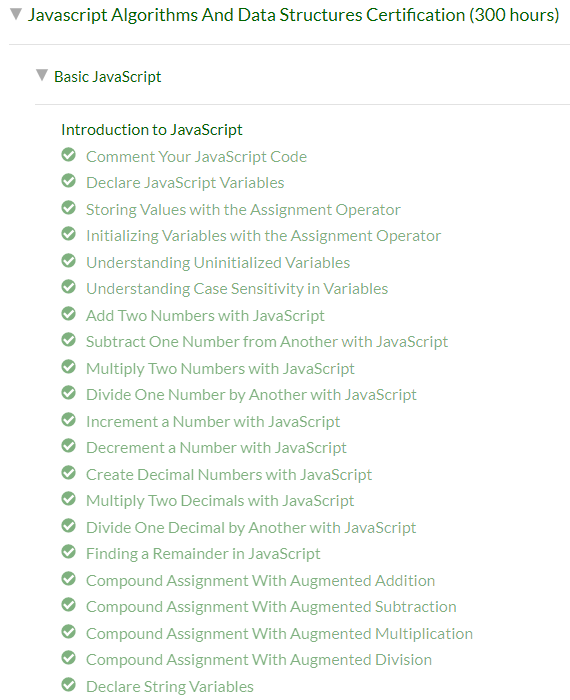 Javascript Algorithms And Data Structures Certification (300 hours)
Basic JavaScript
Introduction to JavaScript
Comment Your JavaScript Code
Declare JavaScript Variables
Storing Values with the Assignment Operator
Initializing Variables with the Assignment Operator
Understanding Uninitialized Variables
Understanding Case Sensitivity in Variables
Add Two Numbers with JavaScript
Subtract One Number from Another with JavaScript
Multiply Two Numbers with JavaScript
Divide One Number by Another with JavaScript
Increment a Number with JavaScript
Decrement a Number with JavaScript
Create Decimal Numbers with JavaScript
Multiply Two Decimals with JavaScript
Divide One Decimal by Another with JavaScript
Finding a Remainder in JavaScript
Compound Assignment With Augmented Addition
Compound Assignment With Augmented Subtraction
Compound Assignment With Augmented Multiplication
Compound Assignment With Augmented Division
Declare String Variables